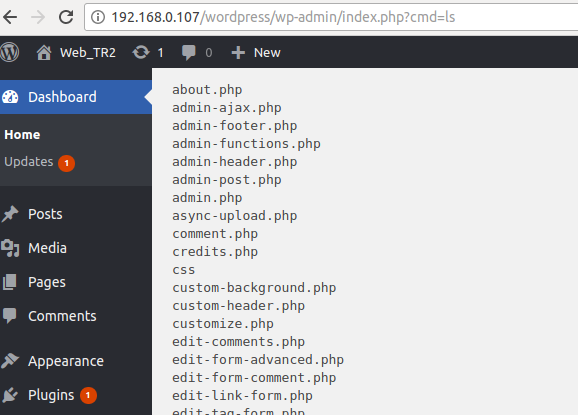 192.168.0.107/wordpress/wp-admin/index.php?cmd=ls
Web_TR2 1 0 New
Dashboard
Home
Updates 1
Posts
Media
Pages
Comments
Appearance
Plugins 1
about.php
admin-ajax.php
admin-footer.php
admin-functions.php
admin-header.php
admin-post.php
admin.php
async-upload.php
comment.php
credits.php
css
custom-background.php
custom-header.php
customize.php
edit-comments.php
edit-form-advanced.php
edit-form-comment.php
edit-link-form.php
edit-tag-form.php